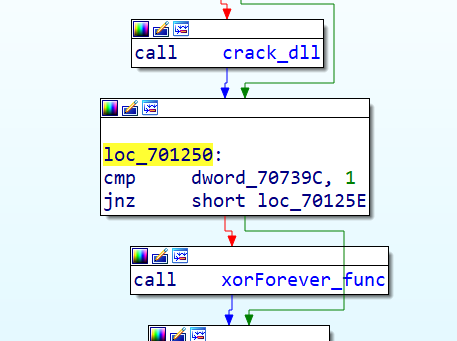 call crack_dll
loc_701250:
cmp dword_70739C, 1
jnz short loc_70125E
call xorForever_func